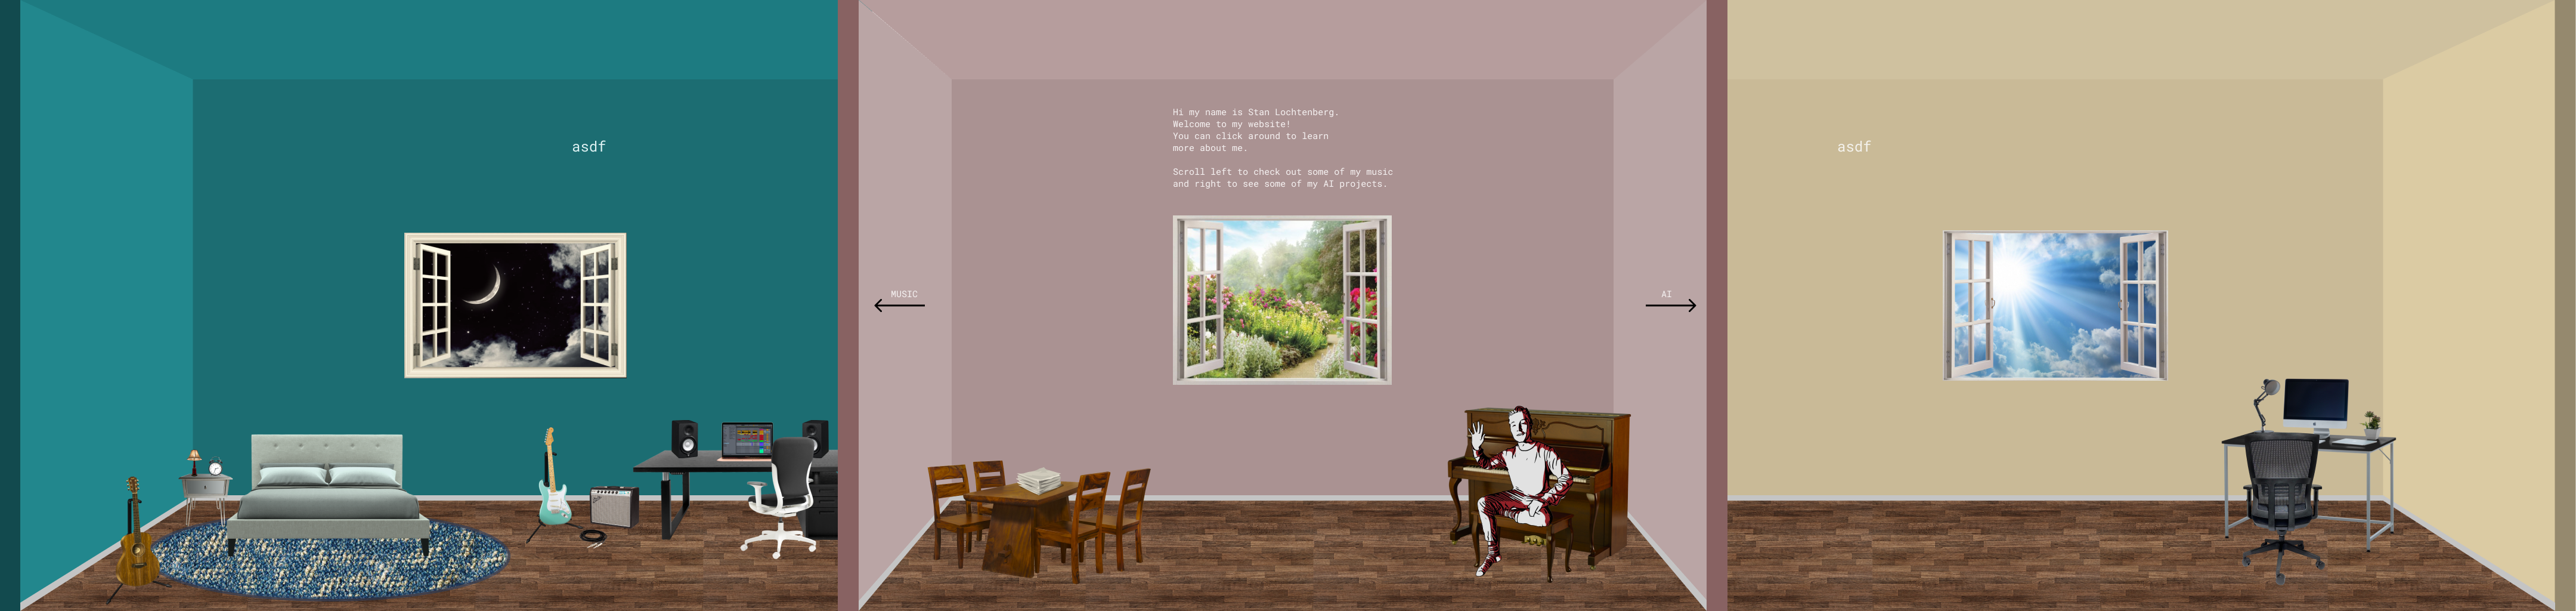 asdf
Hi my name is Stan Lochtenberg.
Welcome to my website!
You can click around to learn
more about me.
Scroll left to check out some of my music
and right to see some of my AI projects.
MUSIC
AI
asdf